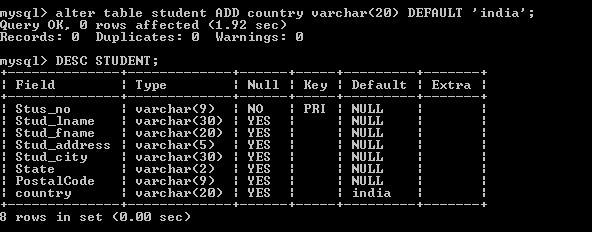 mysql> alter table student ADD country varchar(20) DEFAULT 'india';
Query OK, 0 rows affected (1.92 sec)
Records: 0  Duplicates: 0  Warnings: 0
mysql> DESC STUDENT;
+--------------+-------------+------+-----+---------+-------+
| Field        | Type        | Null | Key | Default | Extra |
+--------------+-------------+------+-----+---------+-------+
| Stus_no      | varchar(9)  | NO   | PRI | NULL    |       |
| Stud_lname   | varchar(30) | YES  |     | NULL    |       |
| Stud_fname   | varchar(20) | YES  |     | NULL    |       |
| Stud_address | varchar(5)  | YES  |     | NULL    |       |
| Stud_city    | varchar(30) | YES  |     | NULL    |       |
| State        | varchar(2)  | YES  |     | NULL    |       |
| PostalCode   | varchar(9)  | YES  |     | NULL    |       |
| country      | varchar(20) | YES  |     | india   |       |
+--------------+-------------+------+-----+---------+-------+
8 rows in set (0.00 sec)